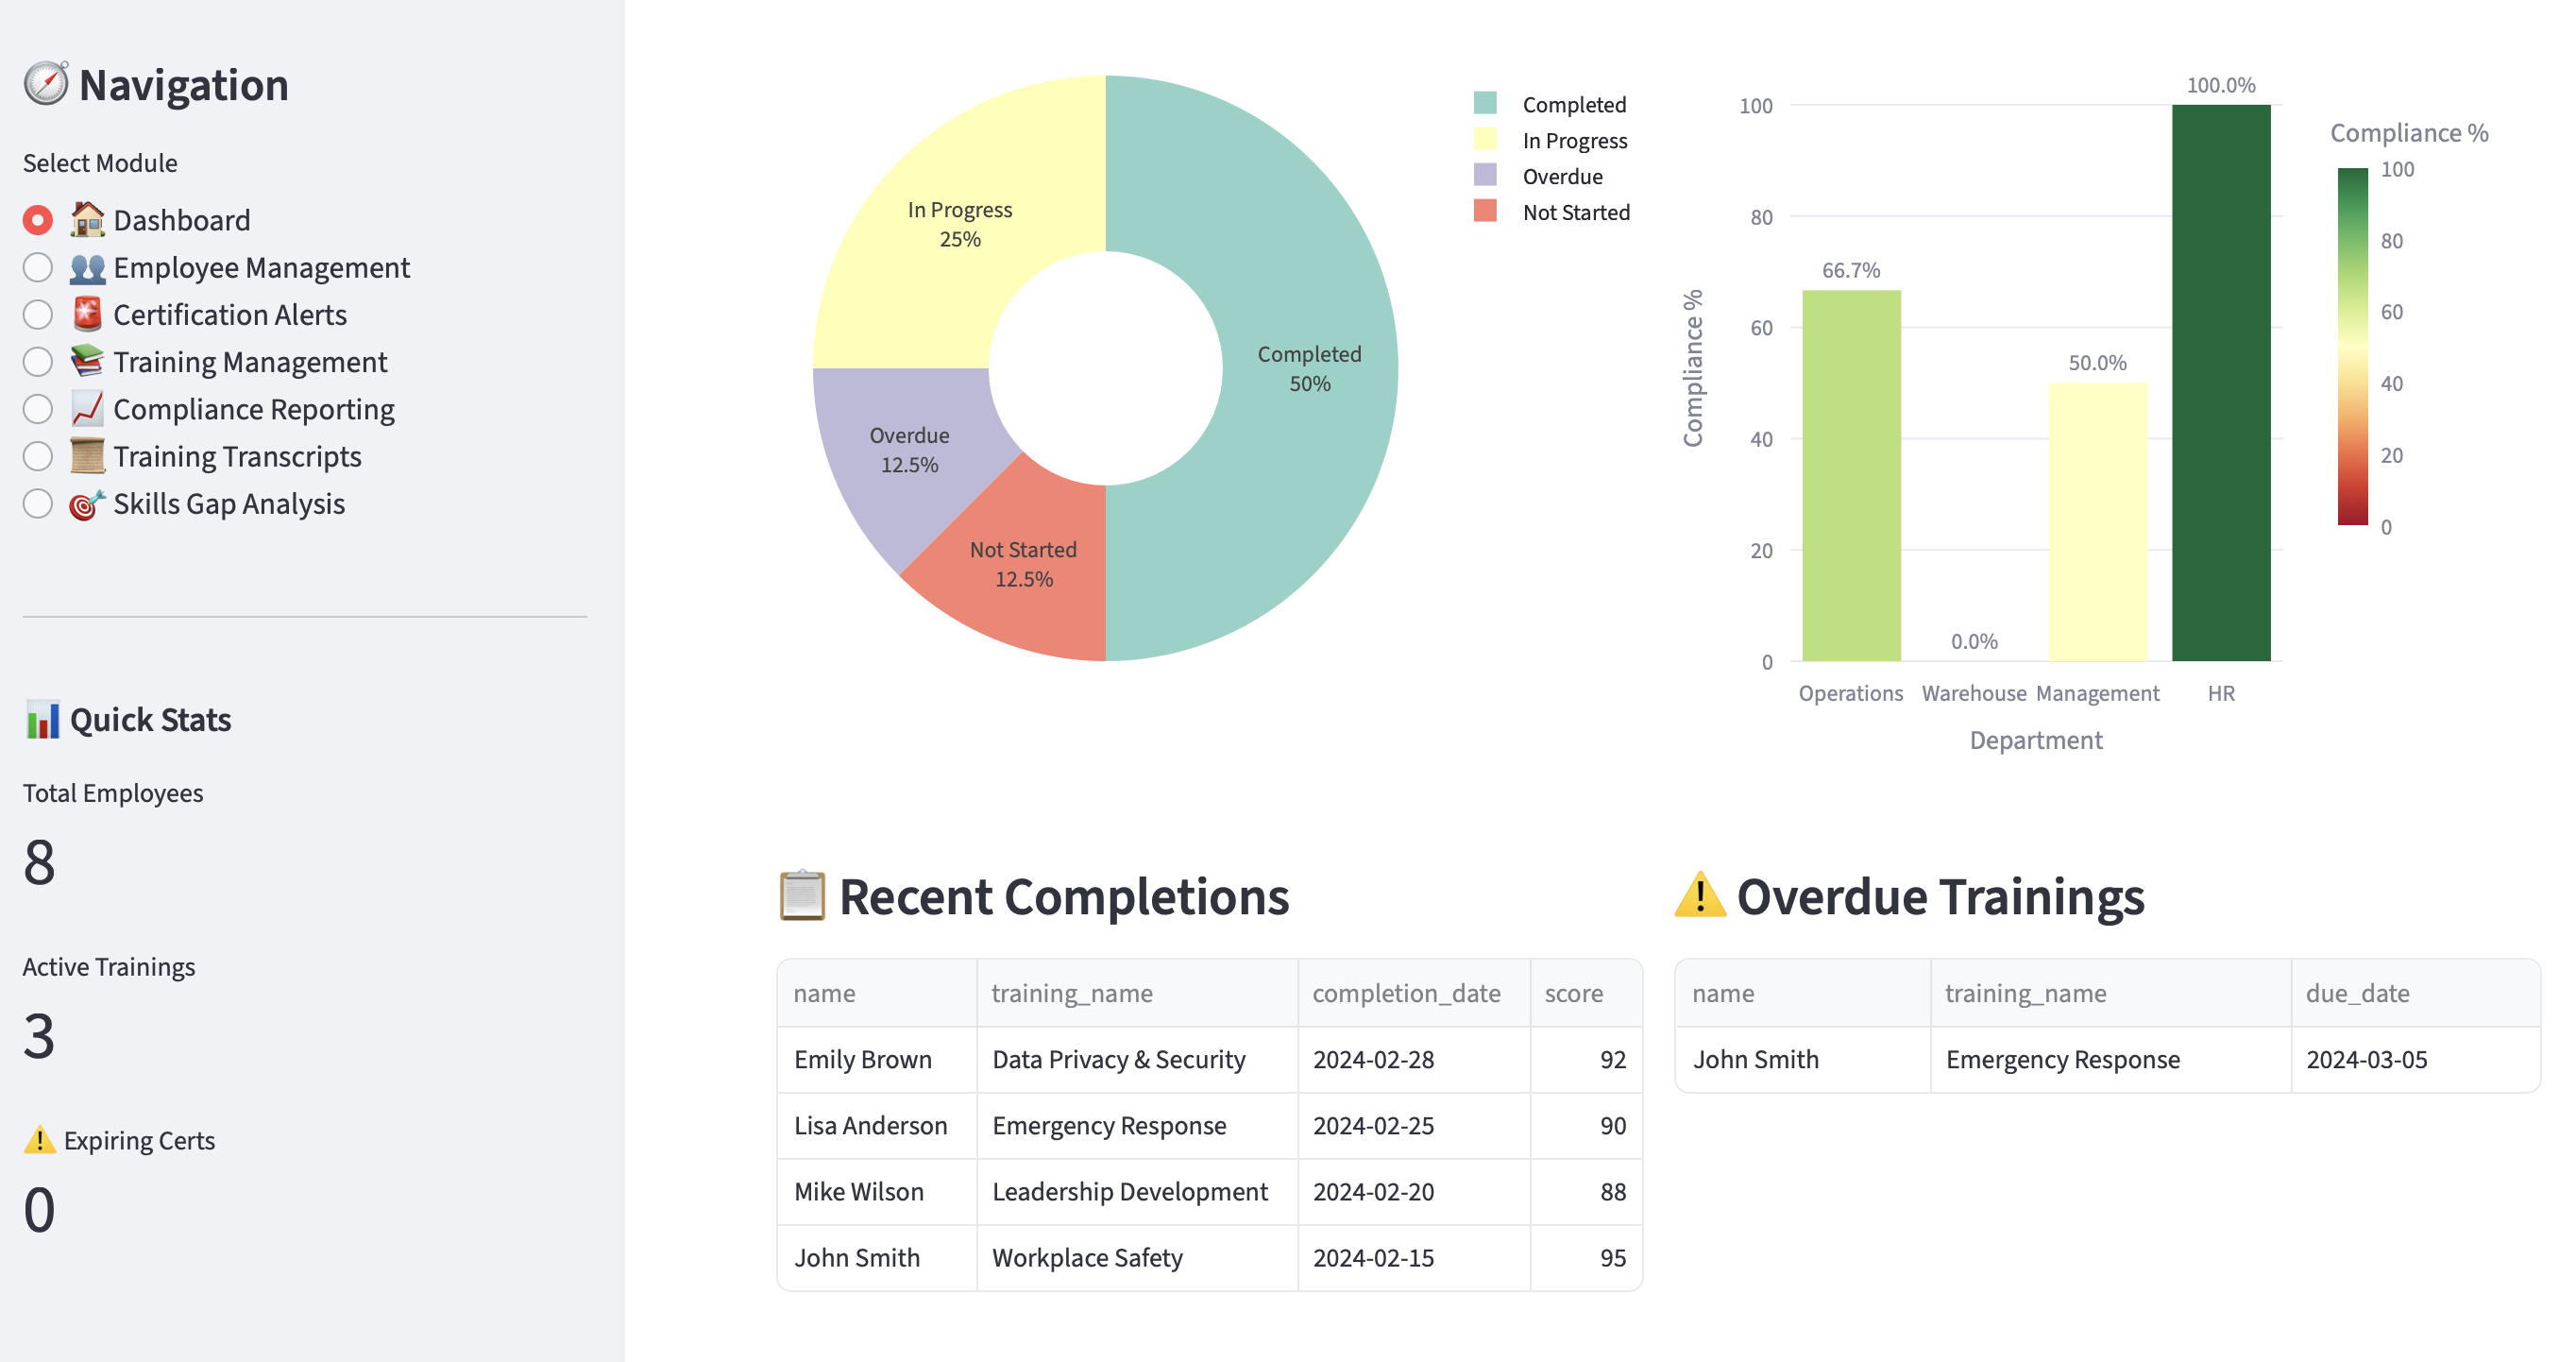 Navigation
Select Module
Dashboard
Employee Management
Certification Alerts
Training Management
Compliance Reporting
Training Transcripts
Skills Gap Analysis
Quick Stats
Total Employees
8
Active Trainings
3
Expiring Certs
0
In Progress
25%
Completed
50%
Overdue
12.5%
Not Started
12.5%
Completed
In Progress
Overdue
Not Started
Compliance %
100
80
60
40
20
0
66.7%
0.0%
50.0%
100.0%
Operations Warehouse Management HR
Department
Compliance %
100
80
60
40
20
0
Recent Completions
name training_name completion_date score
Emily Brown Data Privacy & Security 2024-02-28 92
Lisa Anderson Emergency Response 2024-02-25 90
Mike Wilson Leadership Development 2024-02-20 88
John Smith Workplace Safety 2024-02-15 95
Overdue Trainings
name training_name due_date
John Smith Emergency Response 2024-03-05